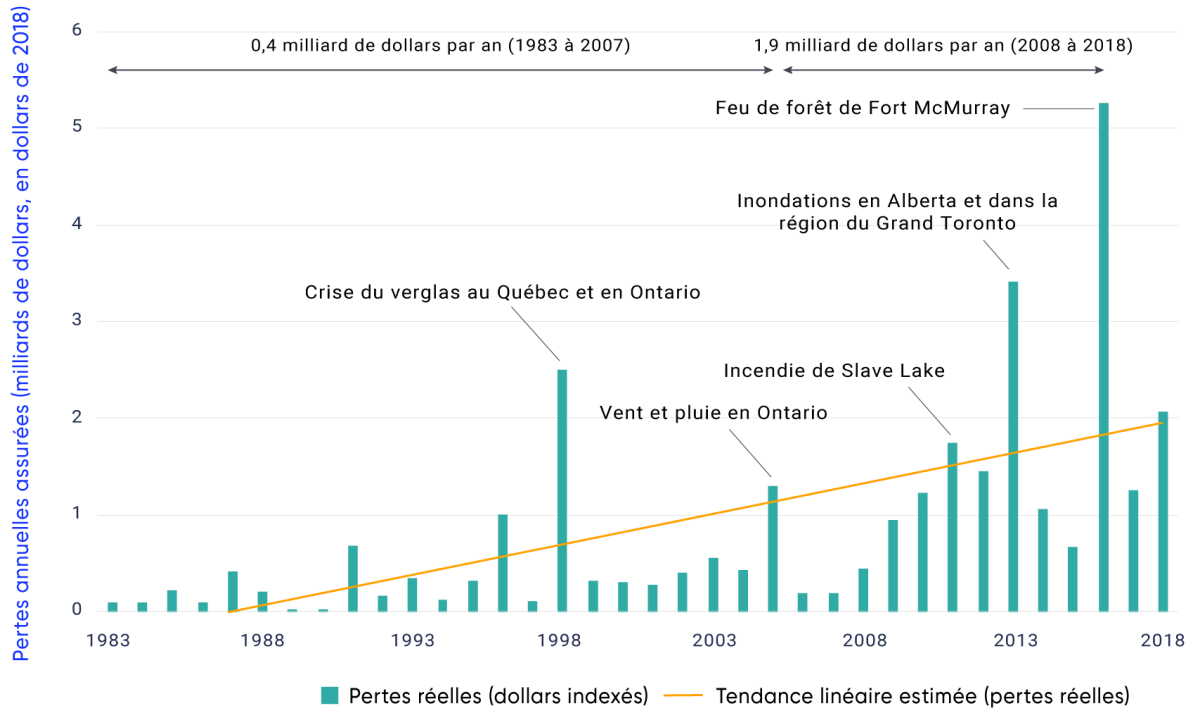 Pertes annuelles assurées (milliards de dollars, en dollars de 2018)
6
5
4
3
2
1
0
0,4 milliard de dollars par an (1983 à 2007)
1,9 milliard de dollars par an (2008 à 2018)
Feu de forêt de Fort McMurray
Inondations en Alberta et dans la
région du Grand Toronto
Crise du verglas au Québec et en Ontario
Incendie de Slave Lake
Vent et pluie en Ontario
1983
1988
1993
1998
2003
2008
2013
2018
Pertes réelles (dollars indexés)
Tendance linéaire estimée (pertes réelles)